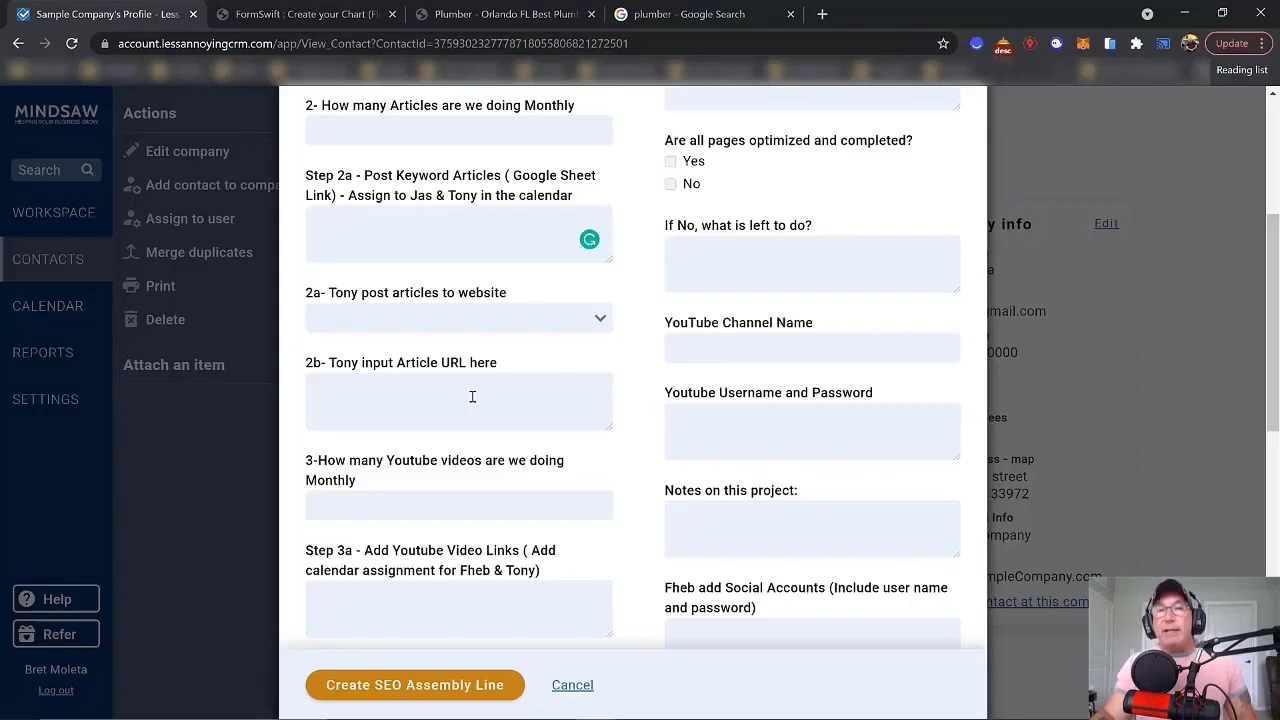 Sample Company's Profile - Less
FormSwift : Create your Chart (Fl
Plumber - Orlando FL Best Plumb
plumber - Google Search
account.lessannoyingcrm.com/app/View_Contact?ContactId=37593023277787180558068212725​01
desc
Update
Reading list
MINDSAW
HELPING YOUR BUSINESS GROW
Search
WORKSPACE
CONTACTS
CALENDAR
REPORTS
SETTINGS
Help
Refer
Bret Moleta
Log out
Actions
Edit company
Add contact to compa
Assign to user
Merge duplicates
Print
Delete
Attach an item
2- How many Articles are we doing Monthly
Step 2a - Post Keyword Articles ( Google Sheet
Link) - Assign to Jas & Tony in the calendar
2a- Tony post articles to website
2b- Tony input Article URL here
3-How many Youtube videos are we doing
Monthly
Step 3a - Add Youtube Video Links ( Add
calendar assignment for Fheb & Tony)
Are all pages optimized and completed?
Yes
No
If No, what is left to do?
YouTube Channel Name
Youtube Username and Password
Notes on this project:
Fheb add Social Accounts (Include user name
and password)
Create SEO Assembly Line
Cancel
y info
Edit
a
gmail.com
0000
ees
ss - map
street
33972
Info
ompany
mpleCompany.com
ntact at this com